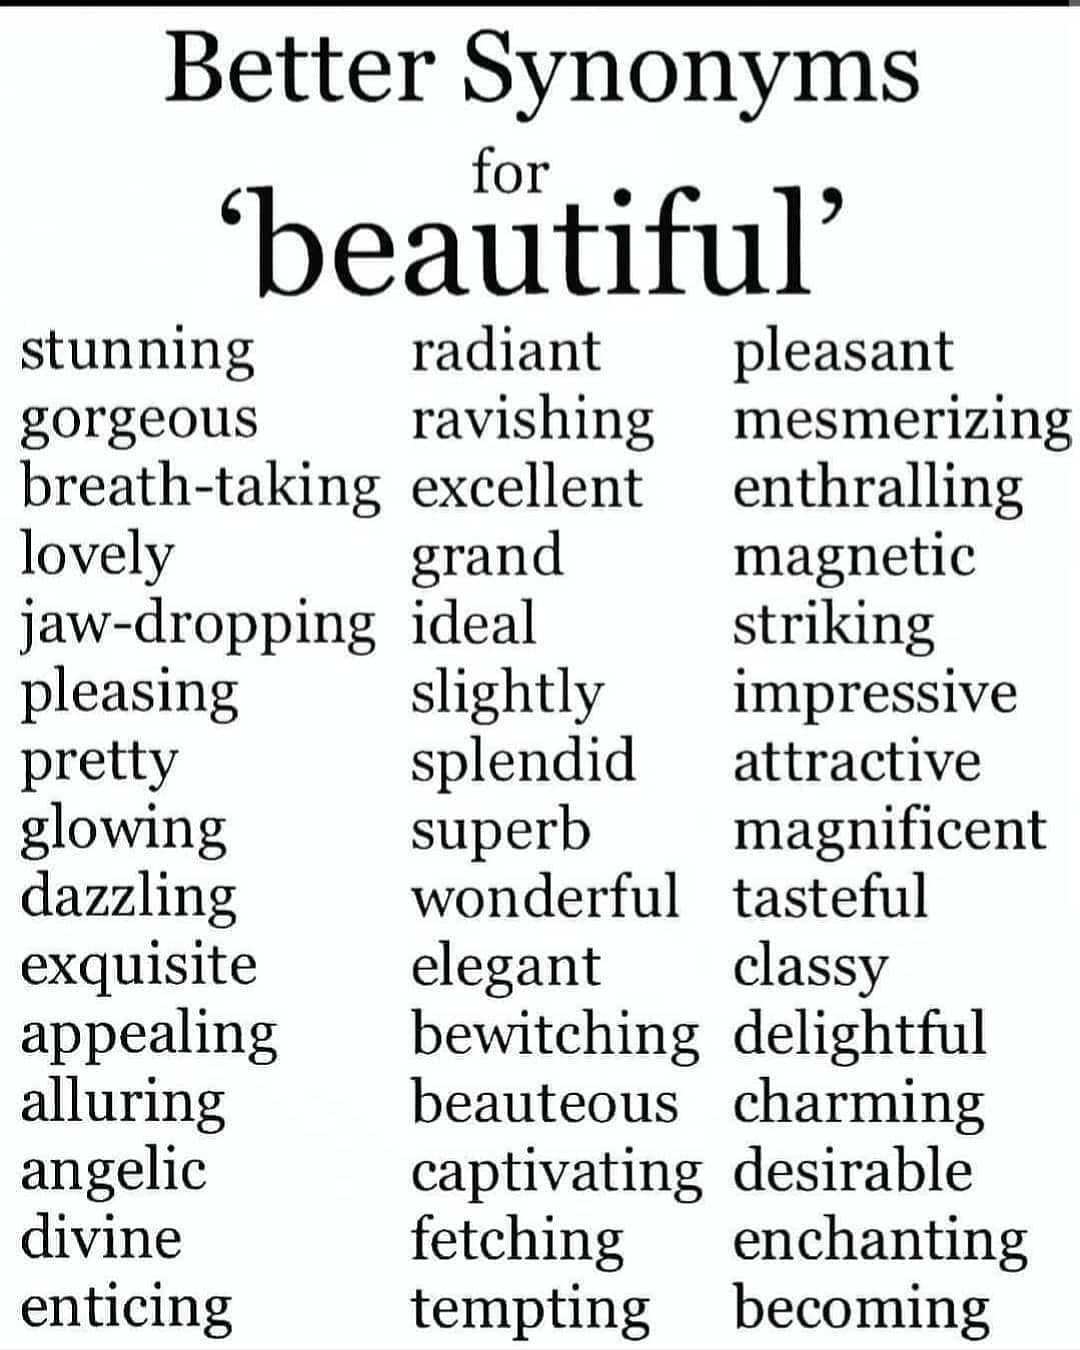 Better Synonyms
for
‘beautiful’
stunning
gorgeous
breath-taking
lovely
jaw-dropping
pleasing
pretty
glowing
dazzling
exquisite
appealing
alluring
angelic
divine
enticing
radiant
ravishing
excellent
grand
ideal
slightly
splendid
superb
wonderful
elegant
bewitching
beauteous
captivating
fetching
tempting
pleasant
mesmerizing
enthralling
magnetic
striking
impressive
attractive
magnificent
tasteful
classy
delightful
charming
desirable
enchanting
becoming